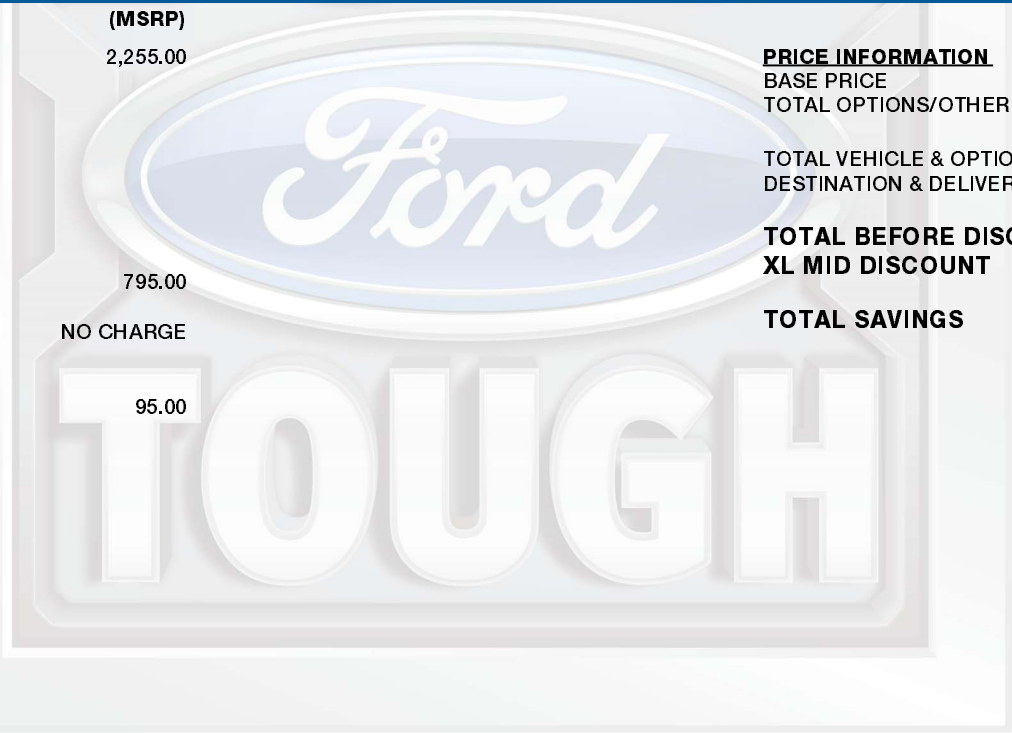 (MSRP)
2,255.00
795.00
NO CHARGE
95.00
PRICE INFORMATION
BASE PRICE
TOTAL OPTIONS/OTHER
TOTAL VEHICLE & OPTIO
DESTINATION & DELIVER
TOTAL BEFORE DISC
XL MID DISCOUNT
TOTAL SAVINGS
Ford
TOUGH